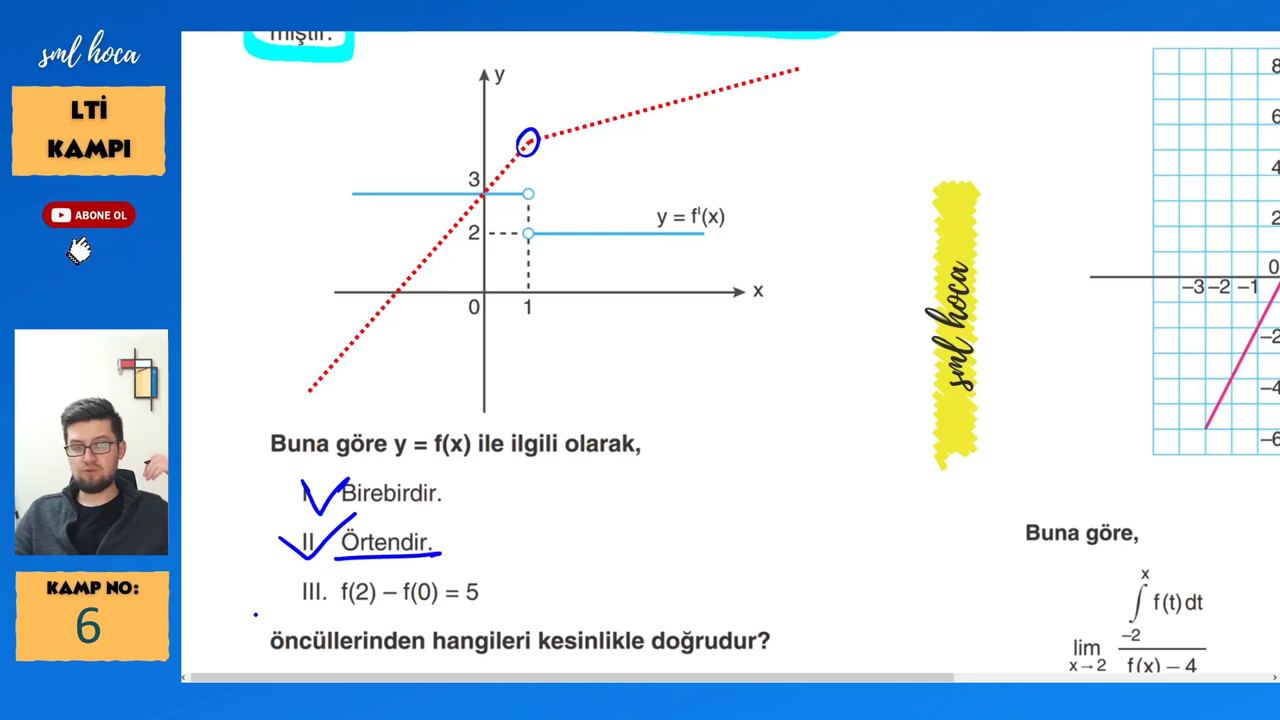 sml hoca
LTİ
KAMPI
ABONE OL
KAMP NO:
6
mıştır.
y
3
2
y = f'(x)
x
0
1
Buna göre y = f(x) ile ilgili olarak,
I. Birebirdir.
II Örtendir.
III. f(2) – f(0) = 5
öncüllerinden hangileri kesinlikle doğrudur?
sml hoca
8
6
4
2
0
–3 –2 –1
–2
–4
–6
Buna göre,
x
∫ f(t) dt
–2
lim
x→2
f(x) – 4